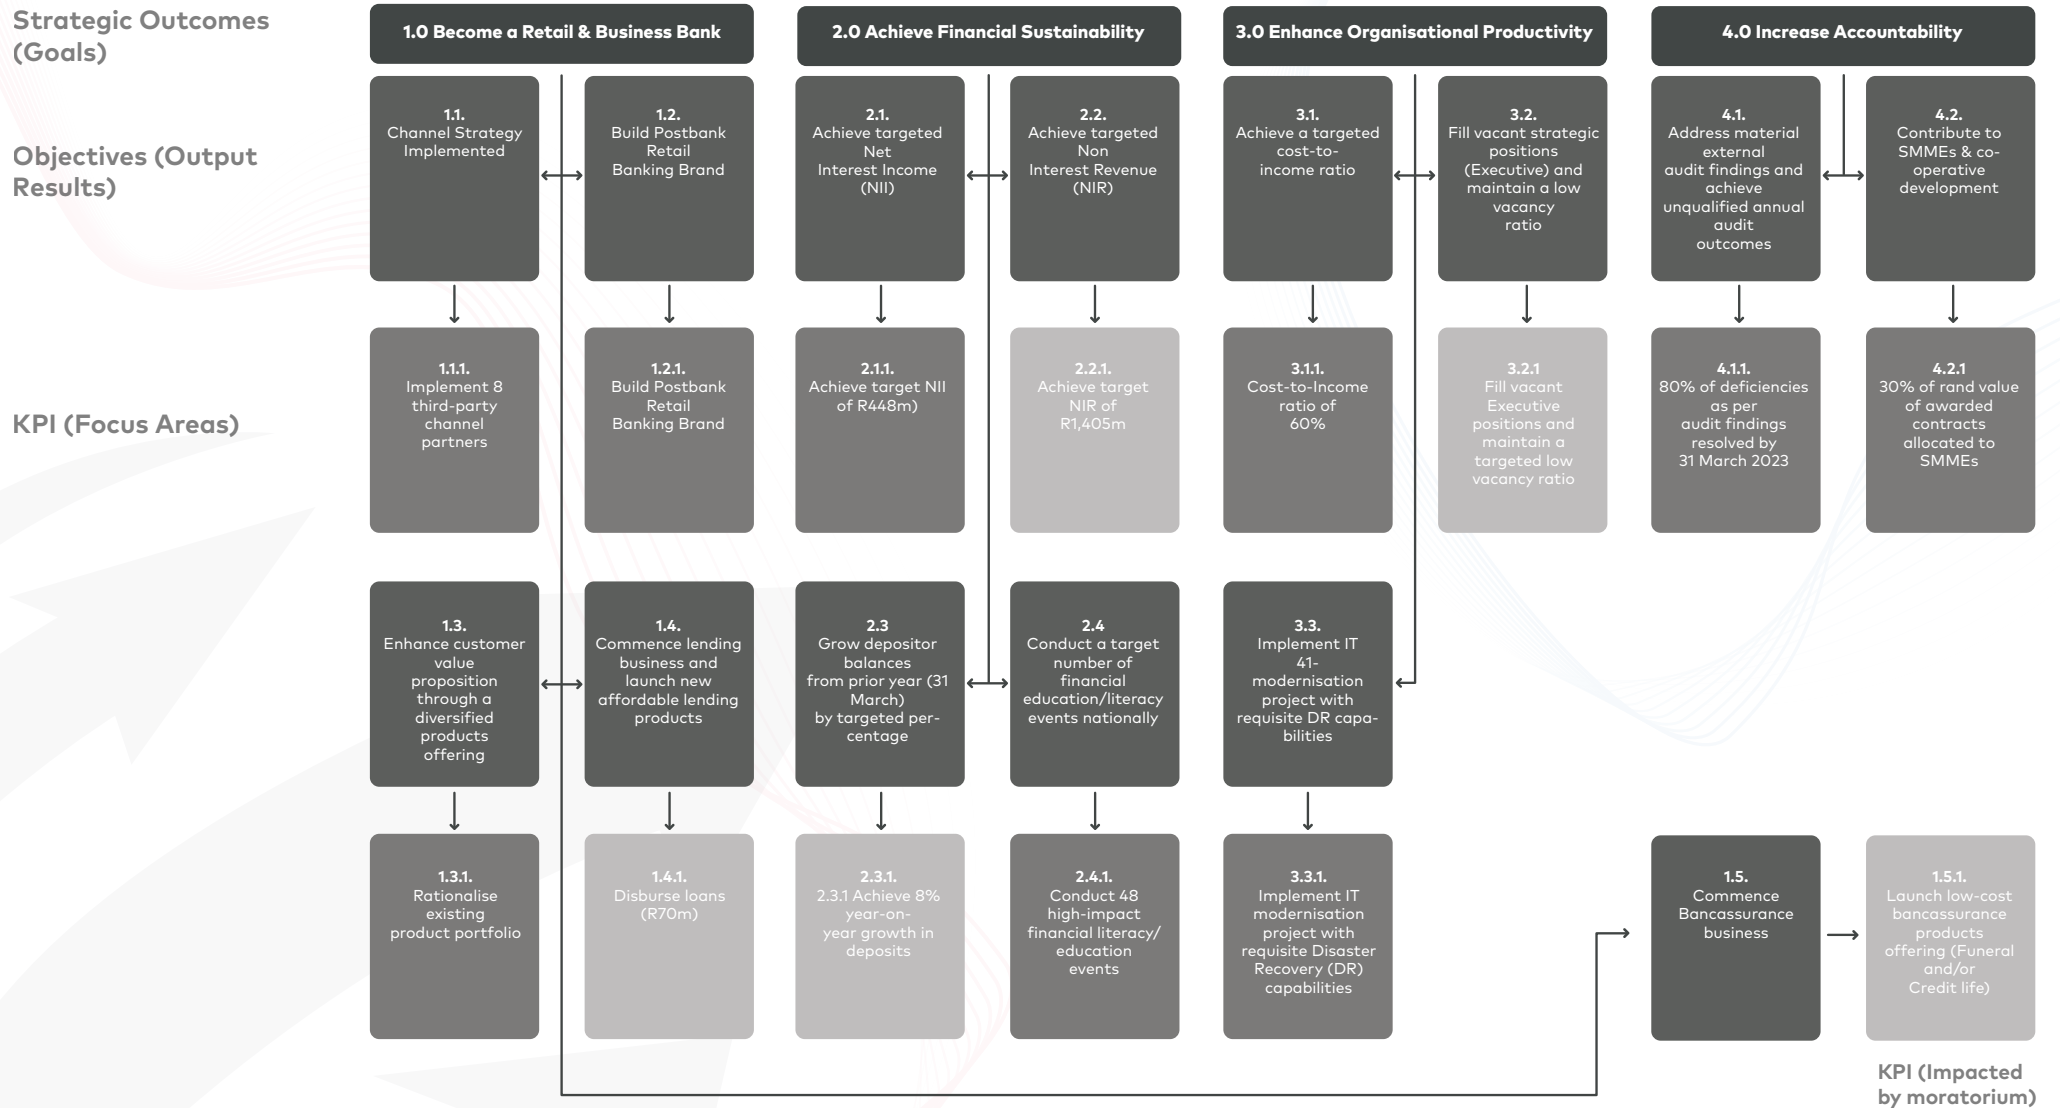 Strategic Outcomes
(Goals)
1.0 Become a Retail & Business Bank
2.0 Achieve Financial Sustainability
3.0 Enhance Organisational Productivity
4.0 Increase Accountability
Objectives (Output
Results)
1.1.
Channel Strategy
Implemented
1.2.
Build Postbank
Retail
Banking Brand
2.1.
Achieve targeted
Net
Interest Income
(NII)
2.2.
Achieve targeted
Non
Interest Revenue
(NIR)
3.1.
Achieve a targeted
cost-to-
income ratio
3.2.
Fill vacant strategic
positions
(Executive) and
maintain a low
vacancy
ratio
4.1.
Address material
external
audit findings and
achieve
unqualified annual
audit
outcomes
4.2.
Contribute to
SMMEs & co-
operative
development
KPI (Focus Areas)
1.1.1.
Implement 8
third-party
channel
partners
1.2.1.
Build Postbank
Retail
Banking Brand
2.1.1.
Achieve target NII
of R448m)
2.2.1.
Achieve target
NIR of
R1,405m
3.1.1.
Cost-to-Income
ratio of
60%
3.2.1
Fill vacant
Executive
positions and
maintain a
targeted low
vacancy ratio
4.1.1.
80% of deficiencies
as per
audit findings
resolved by
31 March 2023
4.2.1
30% of rand value
of awarded
contracts
allocated to
SMMEs
1.3.
Enhance customer
value
proposition
through a
diversified
products
offering
1.4.
Commence lending
business and
launch new
affordable lending
products
2.3
Grow depositor
balances
from prior year (31
March)
by targeted per-
centage
2.4
Conduct a target
number of
financial
education/literacy
events nationally
3.3.
Implement IT
41-
modernisation
project with
requisite DR capa-
bilities
1.3.1.
Rationalise
existing
product portfolio
1.4.1.
Disburse loans
(R70m)
2.3.1.
2.3.1 Achieve 8%
year-on-
year growth in
deposits
2.4.1.
Conduct 48
high-impact
financial literacy/
education
events
3.3.1.
Implement IT
modernisation
project with
requisite Disaster
Recovery (DR)
capabilities
1.5.
Commence
Bancassurance
business
1.5.1.
Launch low-cost
bancassurance
products
offering (Funeral
and/or
Credit life)
KPI (Impacted
by moratorium)